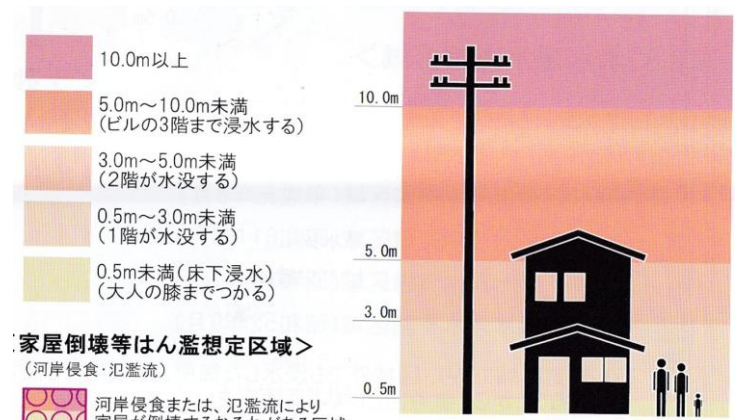 10.0m以上
5.0m～10.0m未満
(ビルの3階まで浸水する)
3.0m～5.0m未満
(2階が水没する)
0.5m～3.0m未満
(1階が水没する)
0.5m未満(床下浸水)
(大人の膝までつかる)
10.0m
5.0m
3.0m
0.5m
家屋倒壊等はん濫想定区域＞
(河岸侵食・氾濫流)
河岸侵食または、氾濫流により